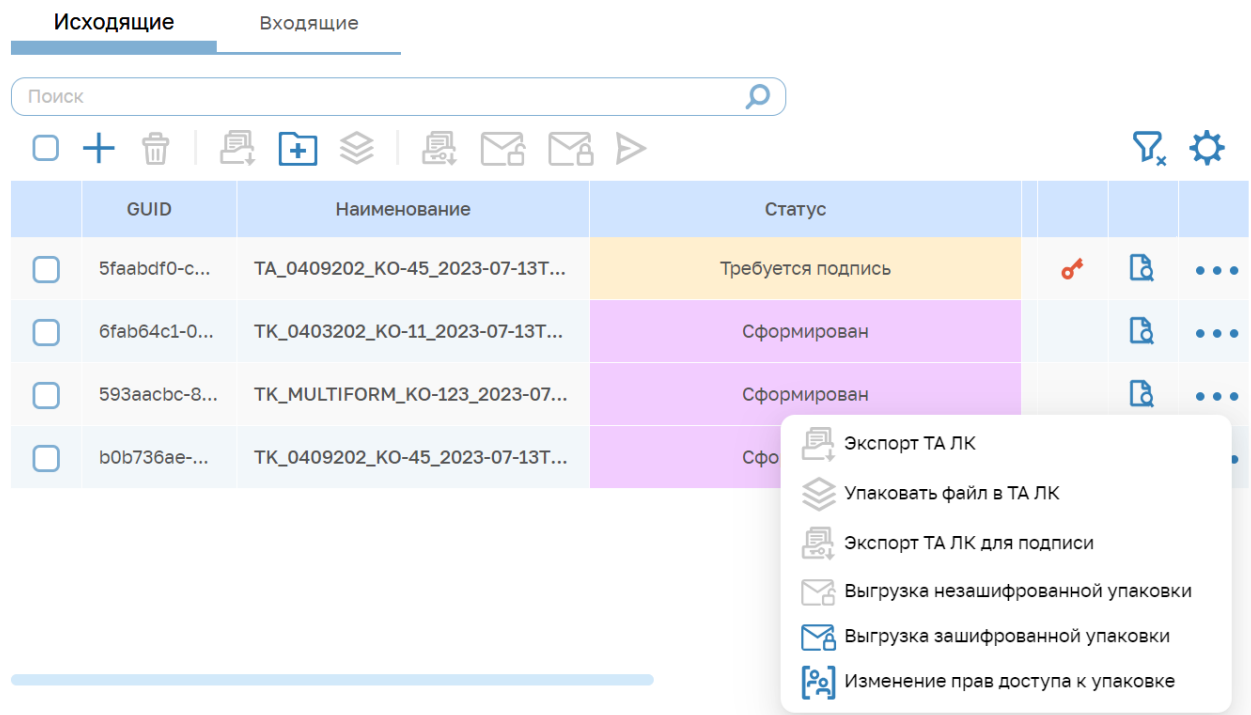 Исходящие Входящие
Поиск
GUID Наименование Статус
5faabdf0-c... TA_0409202_KO-45_2023-07-13T... Требуется подпись
6fab64c1-0... TK_0403202_KO-11_2023-07-13T... Сформирован
593aacbc-8... TK_MULTIFORM_KO-123_2023-07... Сформирован
b0b736ae-... TK_0409202_KO-45_2023-07-13T... Сфо
Экспорт ТА ЛК
Упаковать файл в ТА ЛК
Экспорт ТА ЛК для подписи
Выгрузка незашифрованной упаковки
Выгрузка зашифрованной упаковки
Изменение прав доступа к упаковке